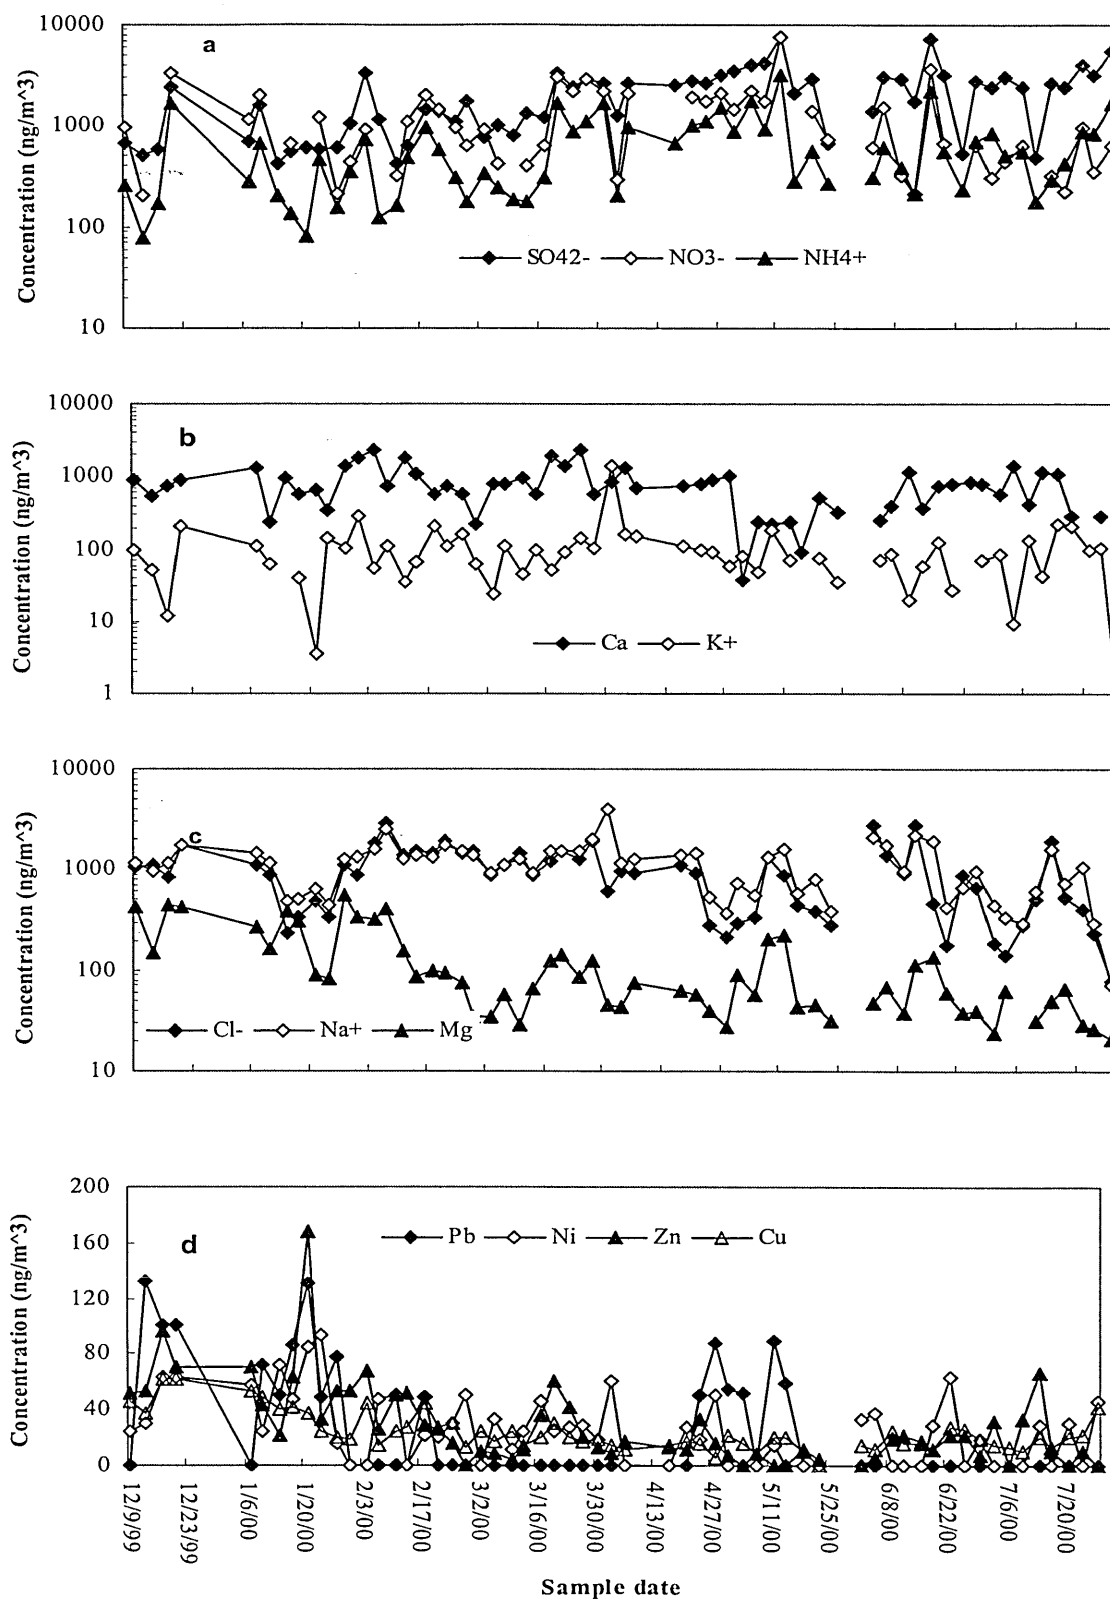 a
10000
1000
100
10
Concentration (ng/m^3)
SO42- NO3- NH4+
b
10000
1000
100
10
1
Concentration (ng/m^3)
Ca K+
c
10000
1000
100
10
Concentration (ng/m^3)
Cl- Na+ Mg
d
200
160
120
80
40
0
Concentration (ng/m^3)
Pb Ni Zn Cu
12/9/99 12/23/99 1/6/00 1/20/00 2/3/00 2/17/00 3/2/00 3/16/00 3/30/00 4/13/00 4/27/00 5/11/00 5/25/00 6/8/00 6/22/00 7/6/00 7/20/00
Sample date